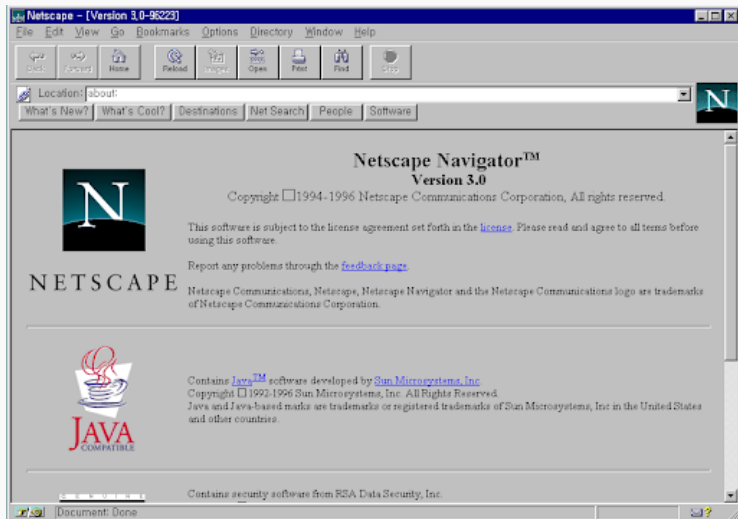 Netscape - [Version 3,0-96223]
File Edit View Go Bookmarks Options Directory Window Help
Back Forward Home Reload Images Open Print Find Stop
Location: about:
What's New? What's Cool? Destinations Net Search People Software
N
Netscape Navigator™
Version 3.0
Copyright □1994-1996 Netscape Communications Corporation, All rights reserved.
N
NETSCAPE
This software is subject to the license agreement set forth in the license. Please read and agree to all terms before
using this software.
Report any problems through the feedback page.
Netscape Communications, Netscape, Netscape Navigator and the Netscape Communications logo are trademarks
of Netscape Communications Corporation.
JAVA
COMPATIBLE
Contains Java™ software developed by Sun Microsystems, Inc.
Copyright □1992-1996 Sun Microsystems, Inc. All Rights Reserved.
Java and Java-based marks are trademarks or registered trademarks of Sun Microsystems, Inc in the United States
and other countries.
Contains security software from RSA Data Security, Inc.
Document: Done